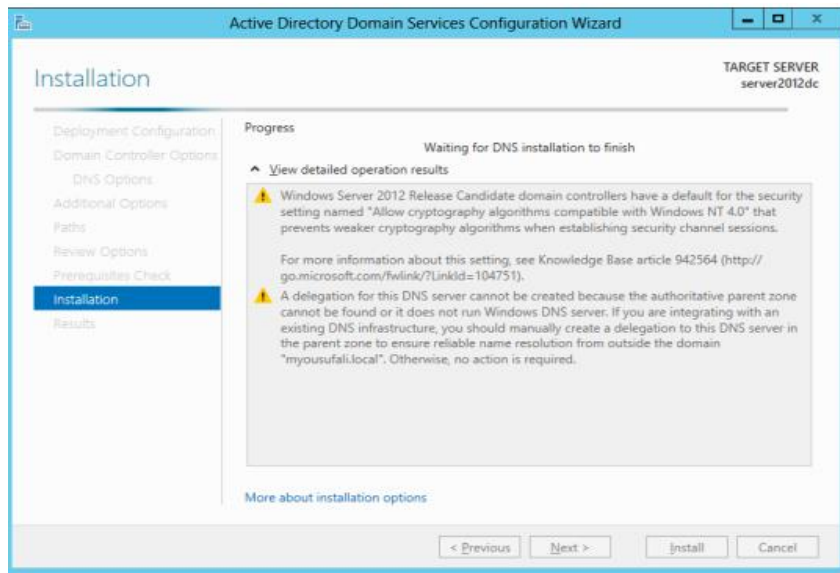 Active Directory Domain Services Configuration Wizard
Installation
TARGET SERVER
server2012dc
Deployment Configuration
Domain Controller Options
DNS Options
Additional Options
Paths
Review Options
Prerequisites Check
Installation
Results
Progress
Waiting for DNS installation to finish
View detailed operation results
Windows Server 2012 Release Candidate domain controllers have a default for the security
setting named "Allow cryptography algorithms compatible with Windows NT 4.0" that
prevents weaker cryptography algorithms when establishing security channel sessions.
For more information about this setting, see Knowledge Base article 942564 (http://
go.microsoft.com/fwlink/?LinkId=104751).
A delegation for this DNS server cannot be created because the authoritative parent zone
cannot be found or it does not run Windows DNS server. If you are integrating with an
existing DNS infrastructure, you should manually create a delegation to this DNS server in
the parent zone to ensure reliable name resolution from outside the domain
"myousufali.local". Otherwise, no action is required.
More about installation options
< Previous
Next >
Install
Cancel